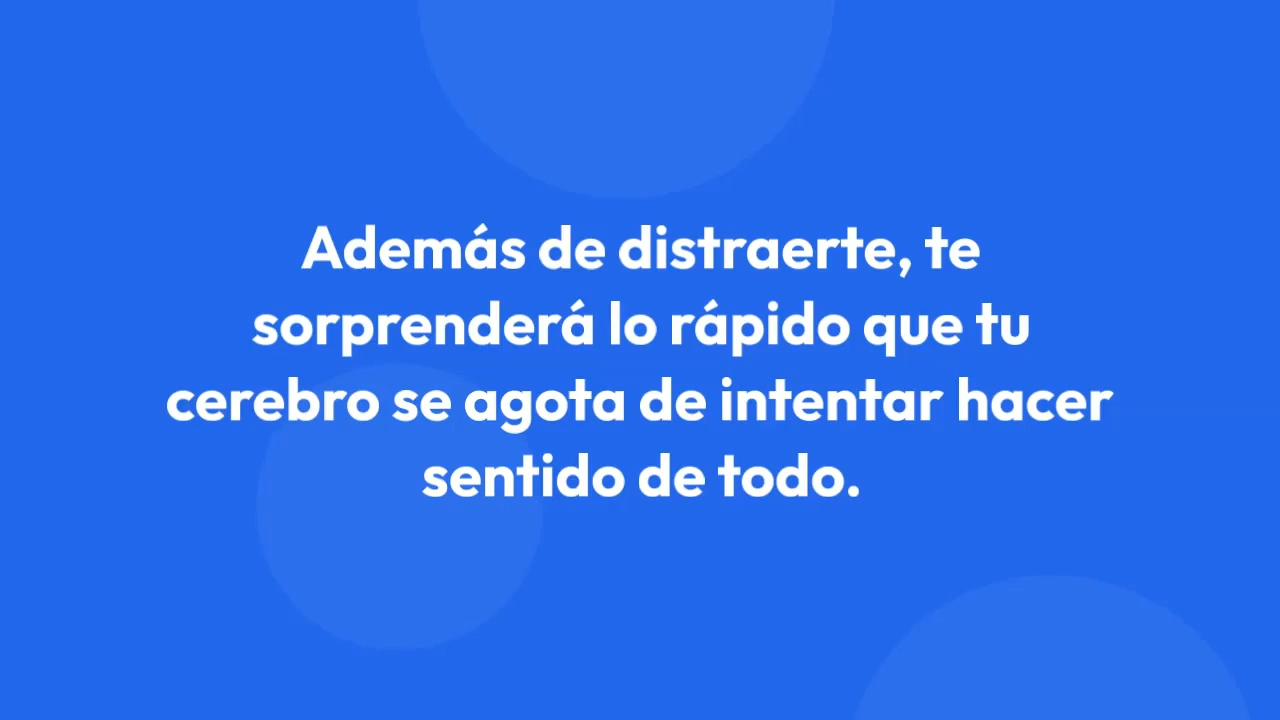 Además de distraerte, te
sorprenderá lo rápido que tu
cerebro se agota de intentar hacer
sentido de todo.